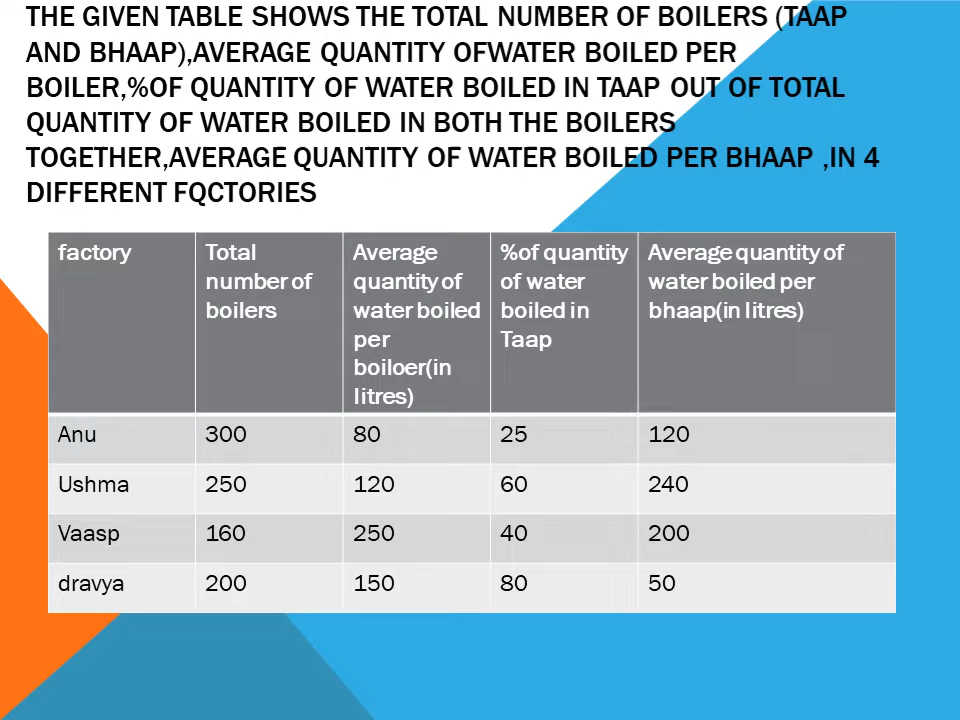 THE GIVEN TABLE SHOWS THE TOTAL NUMBER OF BOILERS (TAAP
AND BHAAP),AVERAGE QUANTITY OFWATER BOILED PER
BOILER,%OF QUANTITY OF WATER BOILED IN TAAP OUT OF TOTAL
QUANTITY OF WATER BOILED IN BOTH THE BOILERS
TOGETHER,AVERAGE QUANTITY OF WATER BOILED PER BHAAP ,IN 4
DIFFERENT FQCTORIES
factory
Total
number of
boilers
Average
quantity of
water boiled
per
boiloer(in
litres)
%of quantity
of water
boiled in
Taap
Average quantity of
water boiled per
bhaap(in litres)
Anu 300 80 25 120
Ushma 250 120 60 240
Vaasp 160 250 40 200
dravya 200 150 80 50